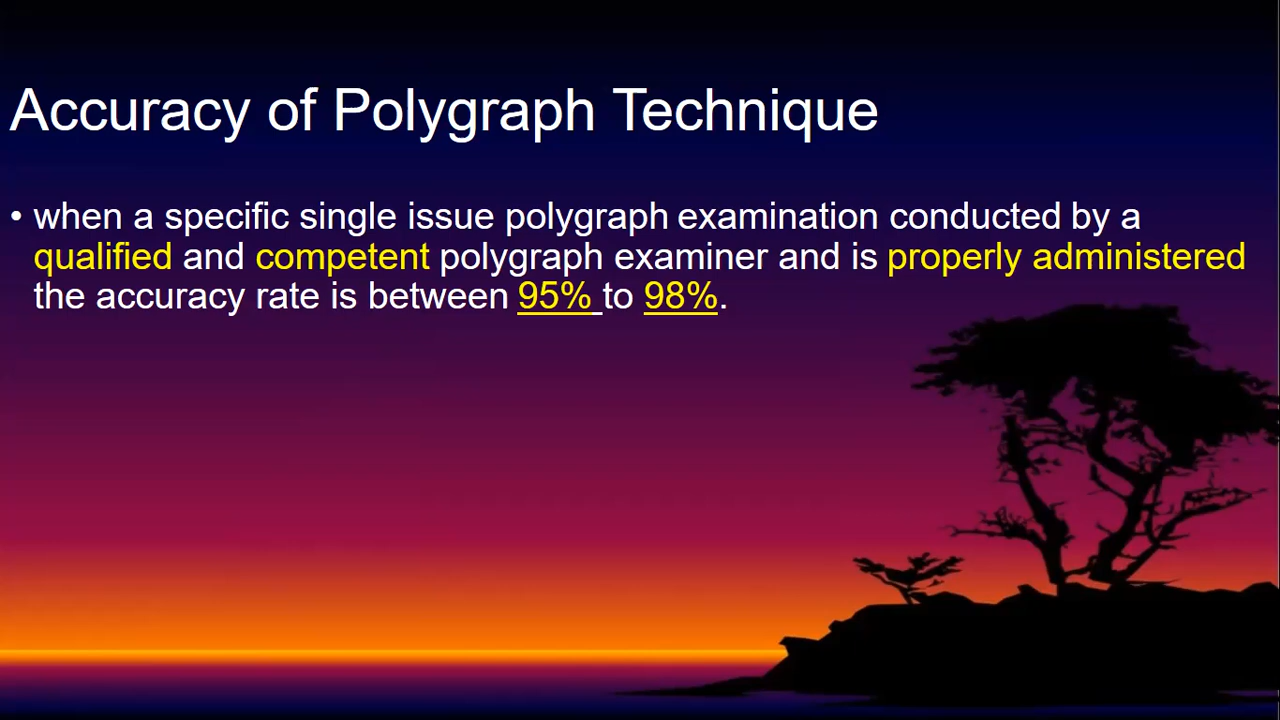 Accuracy of Polygraph Technique
• when a specific single issue polygraph examination conducted by a
qualified and competent polygraph examiner and is properly administered
the accuracy rate is between 95% to 98%.